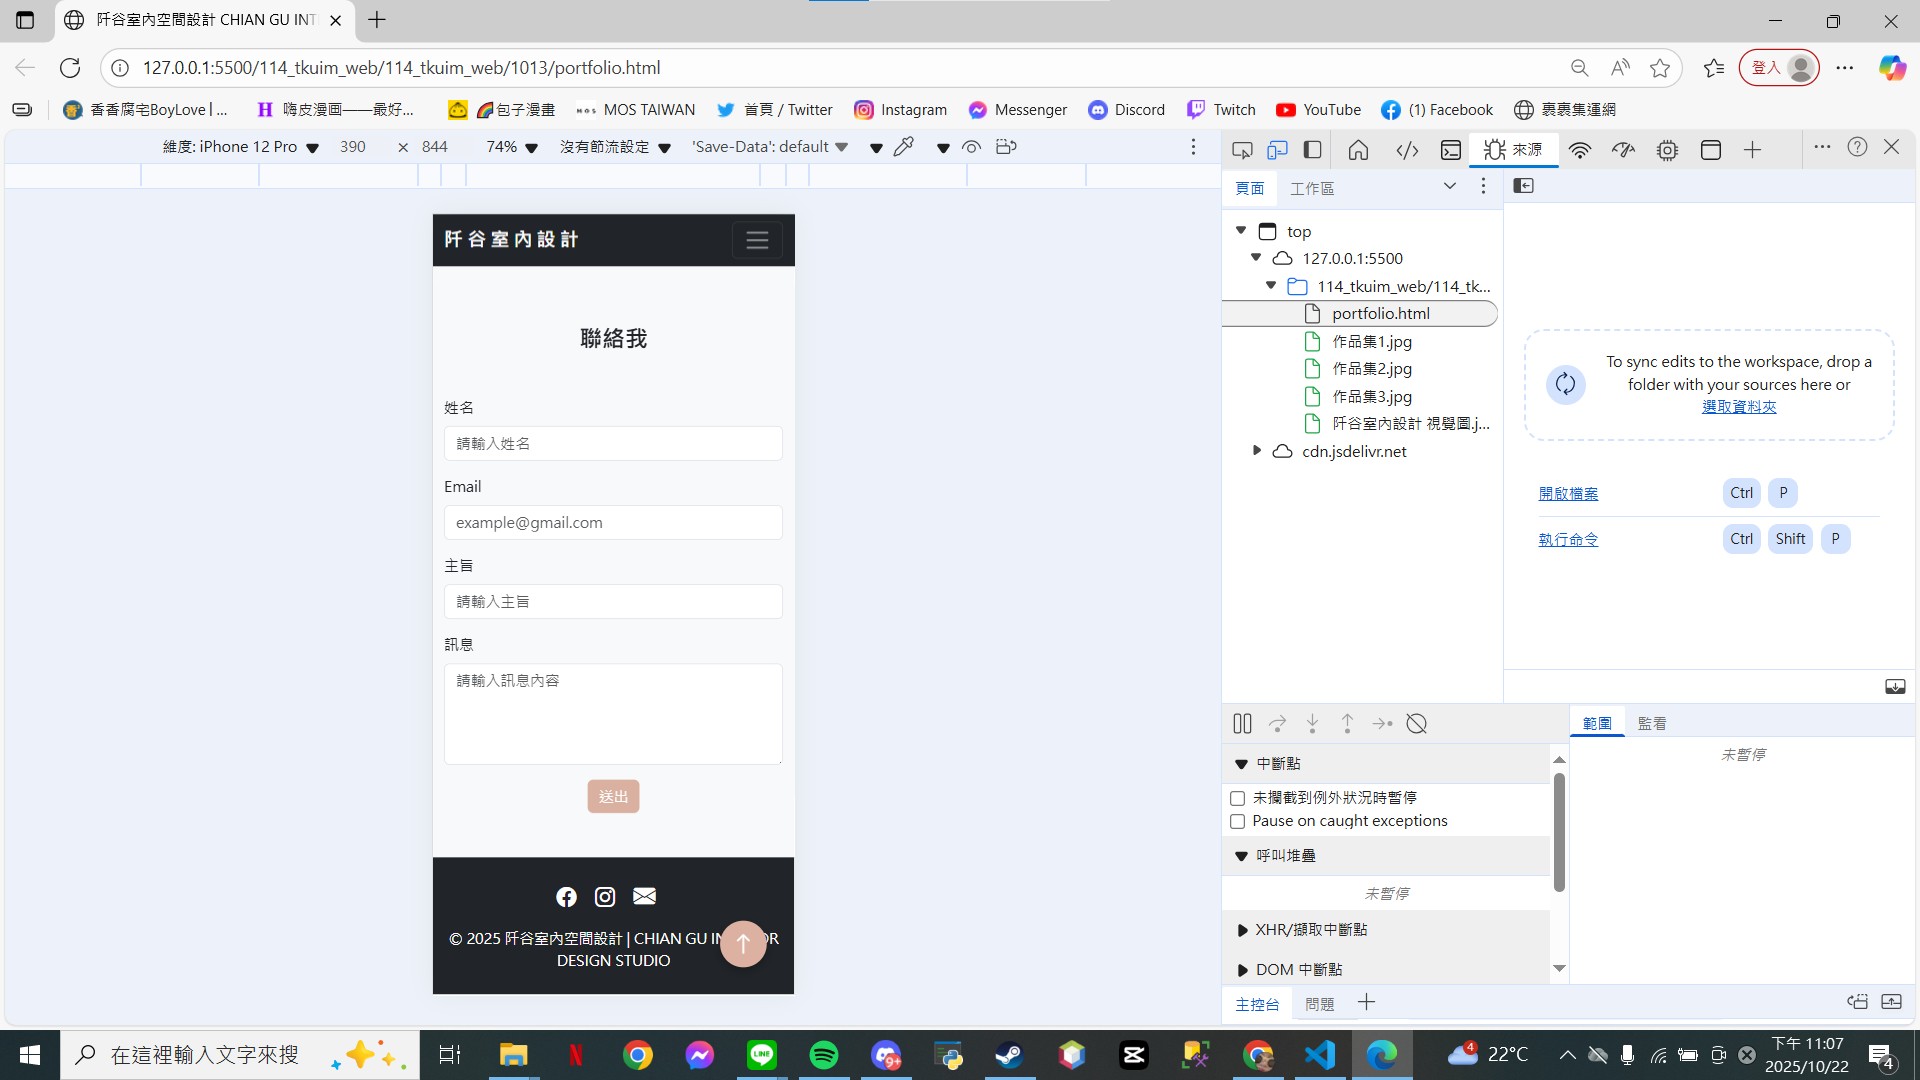 阡谷室內空間設計 CHIAN GU INT
127.0.0.1:5500/114_tkuim_web/114_tkuim_web/1013/portfolio.html
登入
香香腐宅BoyLove | ...
嗨皮漫画——最好...
包子漫畫
MOS TAIWAN
首頁 / Twitter
Instagram
Messenger
Discord
Twitch
YouTube
(1) Facebook
裹裹集運網
維度: iPhone 12 Pro
390
×
844
74%
沒有節流設定
'Save-Data': default
阡谷室內設計
聯絡我
姓名
請輸入姓名
Email
example@gmail.com
主旨
請輸入主旨
訊息
請輸入訊息內容
送出
© 2025 阡谷室內空間設計 | CHIAN GU IN OR
DESIGN STUDIO
來源
頁面
工作區
top
127.0.0.1:5500
114_tkuim_web/114_tk...
portfolio.html
作品集1.jpg
作品集2.jpg
作品集3.jpg
阡谷室內設計 視覺圖.j...
cdn.jsdelivr.net
To sync edits to the workspace, drop a
folder with your sources here or
選取資料夾
開啟檔案
Ctrl P
執行命令
Ctrl Shift P
範圍
監看
未暫停
中斷點
未攔截到例外狀況時暫停
Pause on caught exceptions
呼叫堆疊
未暫停
XHR/擷取中斷點
DOM 中斷點
主控台
問題
在這裡輸入文字來搜
9+
4
22°C
下午 11:07
2025/10/22
4